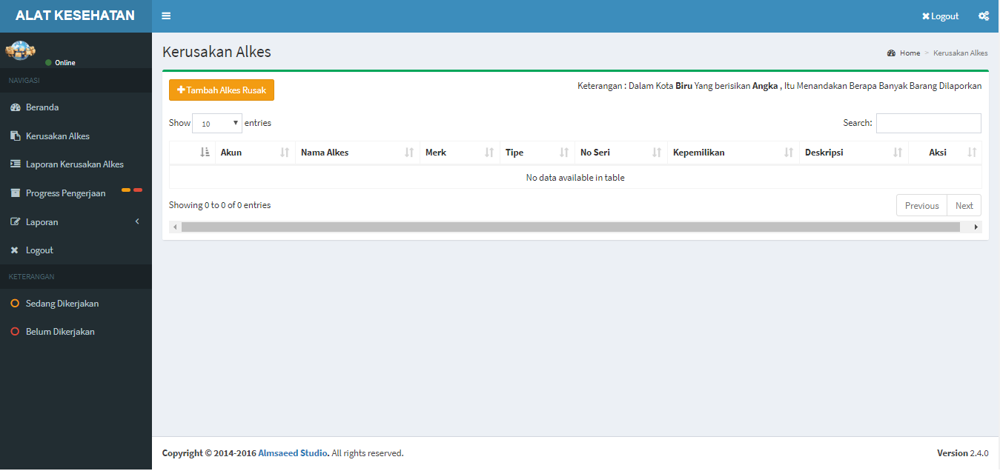 ALAT KESEHATAN
Logout
Online
NAVIGASI
Beranda
Kerusakan Alkes
Laporan Kerusakan Alkes
Progress Pengerjaan
Laporan
Logout
KETERANGAN
Sedang Dikerjakan
Belum Dikerjakan
Kerusakan Alkes
Home > Kerusakan Alkes
Tambah Alkes Rusak
Keterangan : Dalam Kota Biru Yang berisikan Angka , Itu Menandakan Berapa Banyak Barang Dilaporkan
Show 10 entries
Search:
Akun Nama Alkes Merk Tipe No Seri Kepemilikan Deskripsi Aksi
No data available in table
Showing 0 to 0 of 0 entries
Previous Next
Copyright © 2014-2016 Almsaeed Studio. All rights reserved.
Version 2.4.0